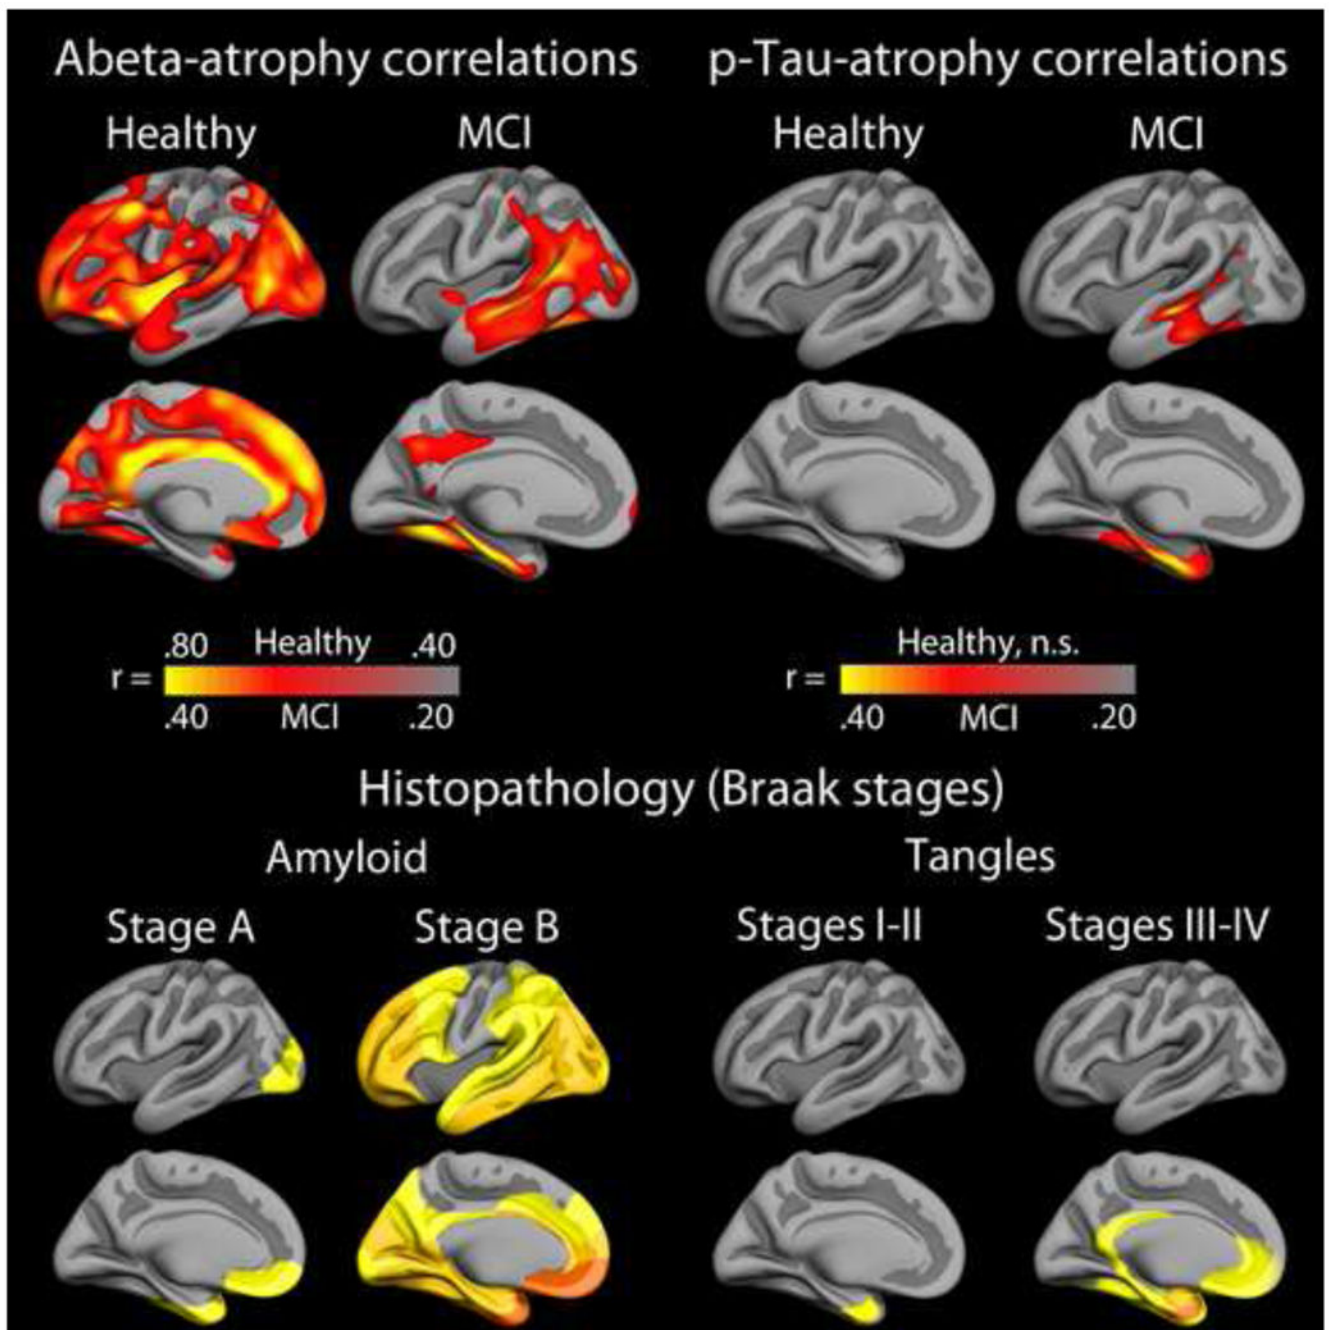 Abeta-atrophy correlations p-Tau-atrophy correlations
Healthy MCI Healthy MCI
.80 Healthy .40 Healthy, n.s.
r = r =
.40 MCI .20 .40 MCI .20
Histopathology (Braak stages)
Amyloid Tangles
Stage A Stage B Stages I-II Stages III-IV